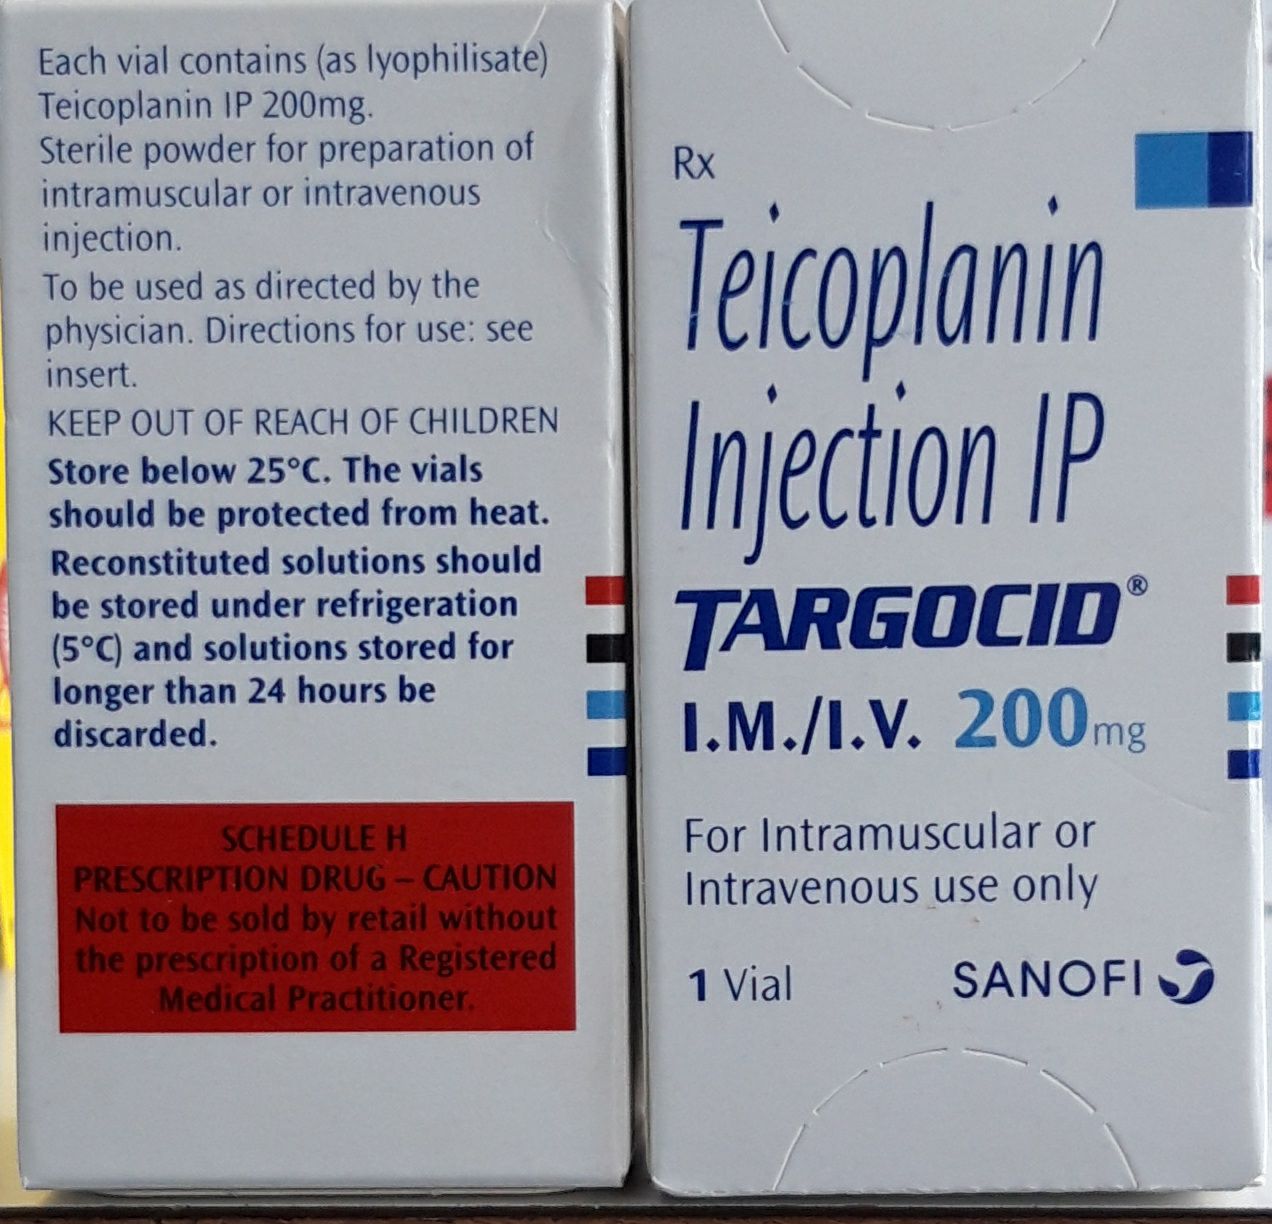 Each vial contains (as lyophilisate)
Teicoplanin IP 200mg.
Sterile powder for preparation of
intramuscular or intravenous
injection.
To be used as directed by the
physician. Directions for use: see
insert.
KEEP OUT OF REACH OF CHILDREN
Store below 25°C. The vials
should be protected from heat.
Reconstituted solutions should
be stored under refrigeration
(5°C) and solutions stored for
longer than 24 hours be
discarded.
SCHEDULE H
PRESCRIPTION DRUG – CAUTION
Not to be sold by retail without
the prescription of a Registered
Medical Practitioner.
Rx
Teicoplanin
Injection IP
TARGOCID®
I.M./I.V. 200mg
For Intramuscular or
Intravenous use only
1 Vial
SANOFI